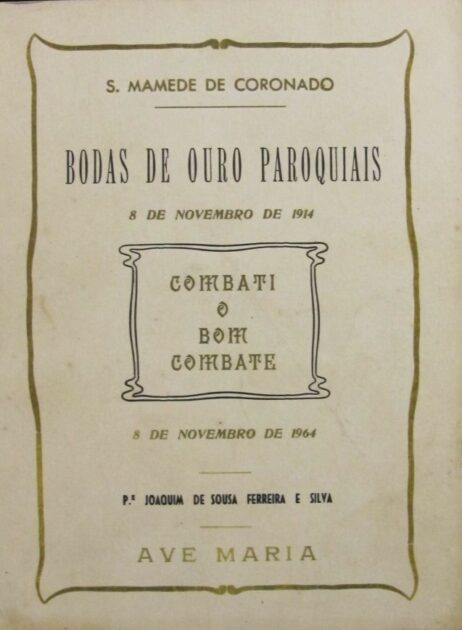 S. MAMEDE DE CORONADO
BODAS DE OURO PAROQUIAIS
8 DE NOVEMBRO DE 1914
COMBATI
O
BOM
COMBATE
8 DE NOVEMBRO DE 1964
P.ᵉ JOAQUIM DE SOUSA FERREIRA E SILVA
AVE MARIA